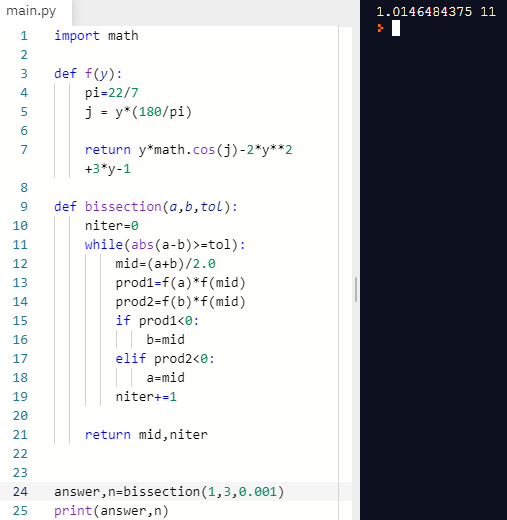 main.py
1.0146484375 11
1 import math
2
3 def f(y):
4     pi=22/7
5     j = y*(180/pi)
6
7     return y*math.cos(j)-2*y**2
    +3*y-1
8
9 def bissection(a,b,tol):
10     niter=0
11     while(abs(a-b)>=tol):
12         mid=(a+b)/2.0
13         prod1=f(a)*f(mid)
14         prod2=f(b)*f(mid)
15         if prod1<0:
16             b=mid
17         elif prod2<0:
18             a=mid
19         niter+=1
20
21     return mid,niter
22
23
24 answer,n=bissection(1,3,0.001)
25 print(answer,n)